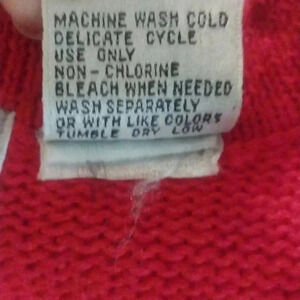 MACHINE WASH COLD
DELICATE CYCLE
USE ONLY
NON-CHLORINE
BLEACH WHEN NEEDED
WASH SEPARATELY
OR WITH LIKE COLORS
TUMBLE DRY LOW